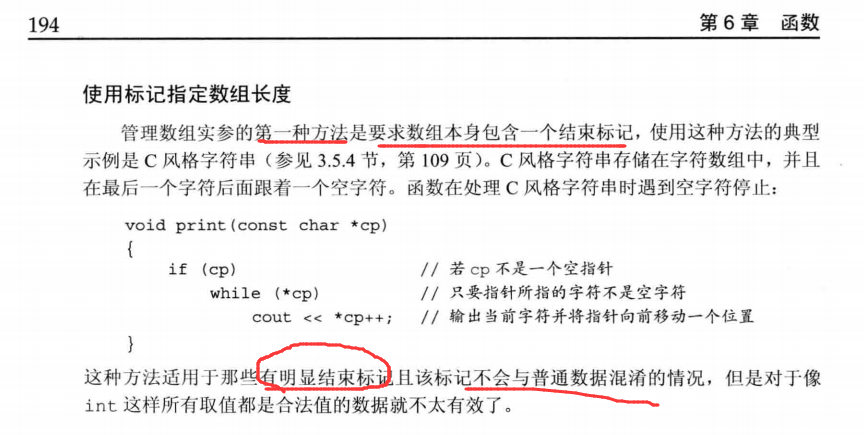 194
第 6 章 函数
使用标记指定数组长度
管理数组实参的第一种方法是要求数组本身包含一个结束标记，使用这种方法的典型
示例是 C 风格字符串（参见 3.5.4 节，第 109 页）。C 风格字符串存储在字符数组中，并且
在最后一个字符后面跟着一个空字符。函数在处理 C 风格字符串时遇到空字符停止：
void print(const char *cp)
{
if (cp) // 若 cp 不是一个空指针
while (*cp) // 只要指针所指的字符不是空字符
cout << *cp++; // 输出当前字符并将指针向前移动一个位置
}
这种方法适用于那些有明显结束标记且该标记不会与普通数据混淆的情况，但是对于像
int 这样所有取值都是合法值的数据就不太有效了。